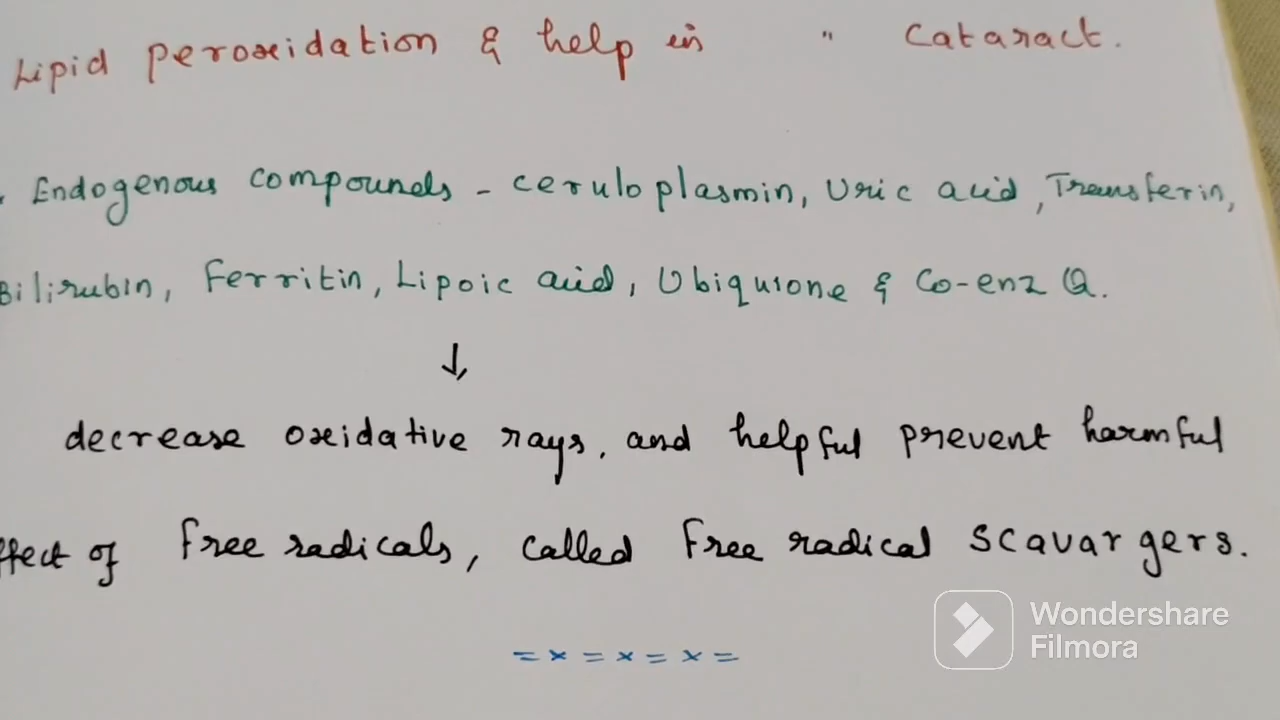 Lipid peroxidation & help in " Cataract.
. Endogenous compounds - ceruloplasmin, Uric acid, Transferin,
Bilirubin, Ferritin, Lipoic acid, Ubiquione & Co-enz Q.
↓
decrease oxidative rays, and helpful prevent harmful
ffect of free radicals, called free radical scavargers.
= x = x = x =
Wondershare
Filmora